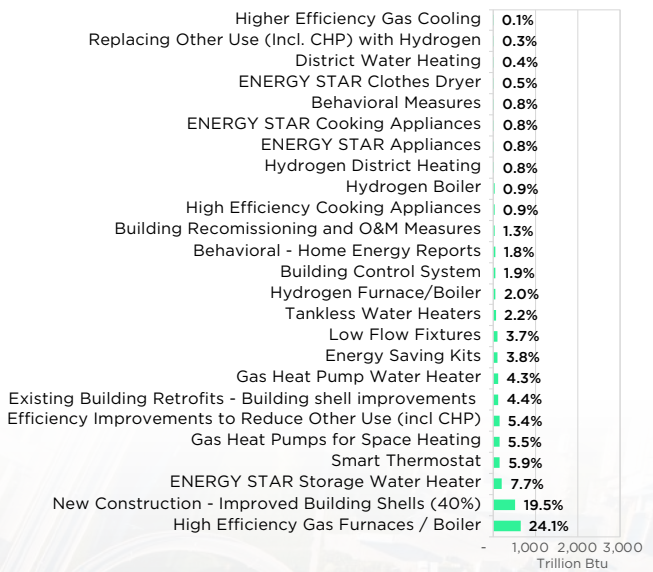 Higher Efficiency Gas Cooling 0.1%
Replacing Other Use (Incl. CHP) with Hydrogen 0.3%
District Water Heating 0.4%
ENERGY STAR Clothes Dryer 0.5%
Behavioral Measures 0.8%
ENERGY STAR Cooking Appliances 0.8%
ENERGY STAR Appliances 0.8%
Hydrogen District Heating 0.8%
Hydrogen Boiler 0.9%
High Efficiency Cooking Appliances 0.9%
Building Recomissioning and O&M Measures 1.3%
Behavioral - Home Energy Reports 1.8%
Building Control System 1.9%
Hydrogen Furnace/Boiler 2.0%
Tankless Water Heaters 2.2%
Low Flow Fixtures 3.7%
Energy Saving Kits 3.8%
Gas Heat Pump Water Heater 4.3%
Existing Building Retrofits - Building shell improvements 4.4%
Efficiency Improvements to Reduce Other Use (incl CHP) 5.4%
Gas Heat Pumps for Space Heating 5.5%
Smart Thermostat 5.9%
ENERGY STAR Storage Water Heater 7.7%
New Construction - Improved Building Shells (40%) 19.5%
High Efficiency Gas Furnaces / Boiler 24.1%
- 1,000 2,000 3,000
Trillion Btu